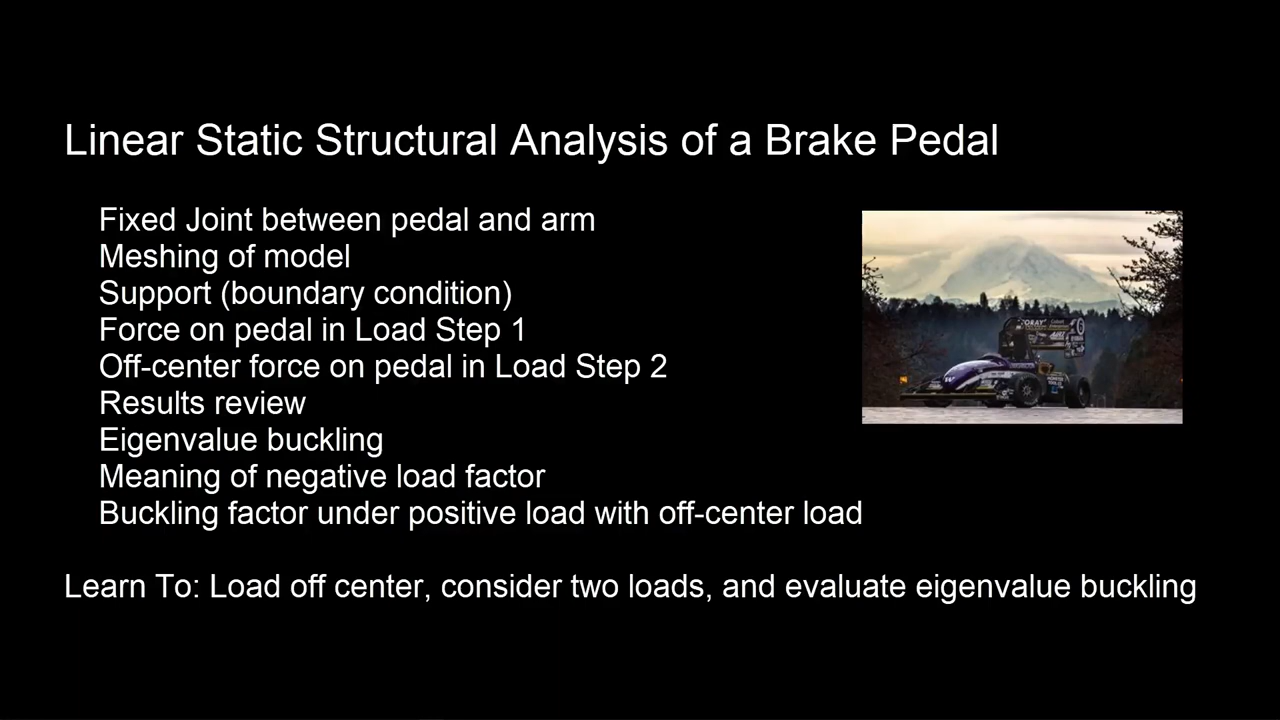 Linear Static Structural Analysis of a Brake Pedal
Fixed Joint between pedal and arm
Meshing of model
Support (boundary condition)
Force on pedal in Load Step 1
Off-center force on pedal in Load Step 2
Results review
Eigenvalue buckling
Meaning of negative load factor
Buckling factor under positive load with off-center load
Learn To: Load off center, consider two loads, and evaluate eigenvalue buckling